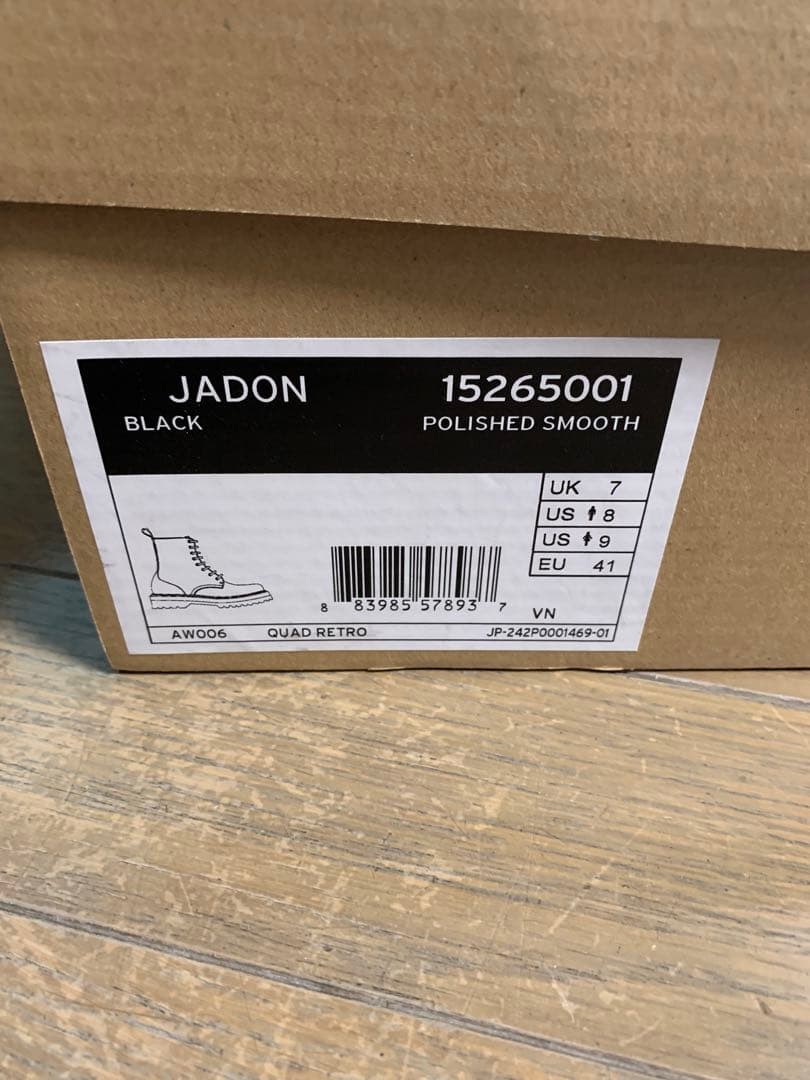 JADON 15265001
BLACK POLISHED SMOOTH
UK 7
US 8
US 9
EU 41
8 83985 57893 7
VN
AW006 QUAD RETRO JP-242P0001469-01